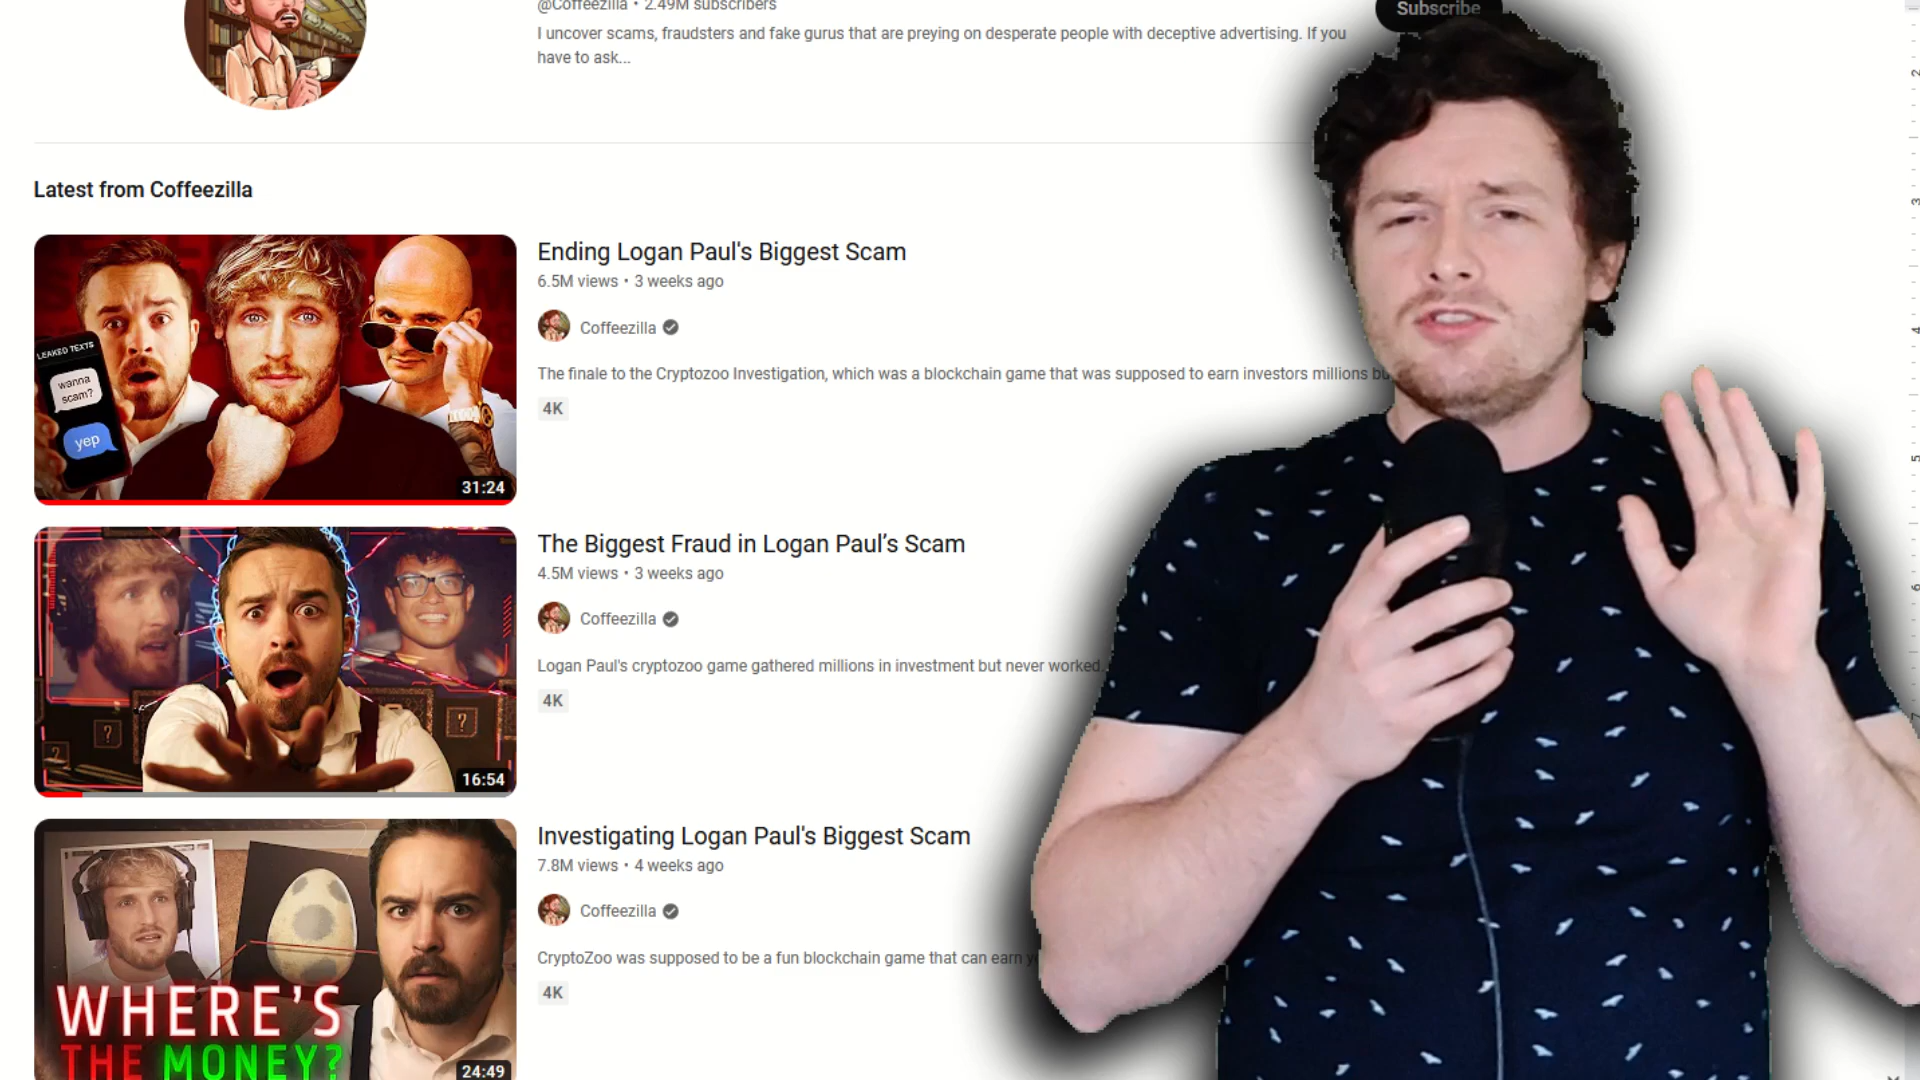 @Coffeezilla • 2.49M subscribers
Subscribe
I uncover scams, fraudsters and fake gurus that are preying on desperate people with deceptive advertising. If you
have to ask...
Latest from Coffeezilla
LEAKED TEXTS
wanna
scam?
yep
31:24
Ending Logan Paul's Biggest Scam
6.5M views • 3 weeks ago
Coffeezilla
The finale to the Cryptozoo Investigation, which was a blockchain game that was supposed to earn investors millions
4K
?
?
?
16:54
The Biggest Fraud in Logan Paul’s Scam
4.5M views • 3 weeks ago
Coffeezilla
Logan Paul's cryptozoo game gathered millions in investment but never worked.
4K
WHERE'S
THE MONEY?
24:49
Investigating Logan Paul's Biggest Scam
7.8M views • 4 weeks ago
Coffeezilla
CryptoZoo was supposed to be a fun blockchain game that can earn
4K
2
3
4
5
6